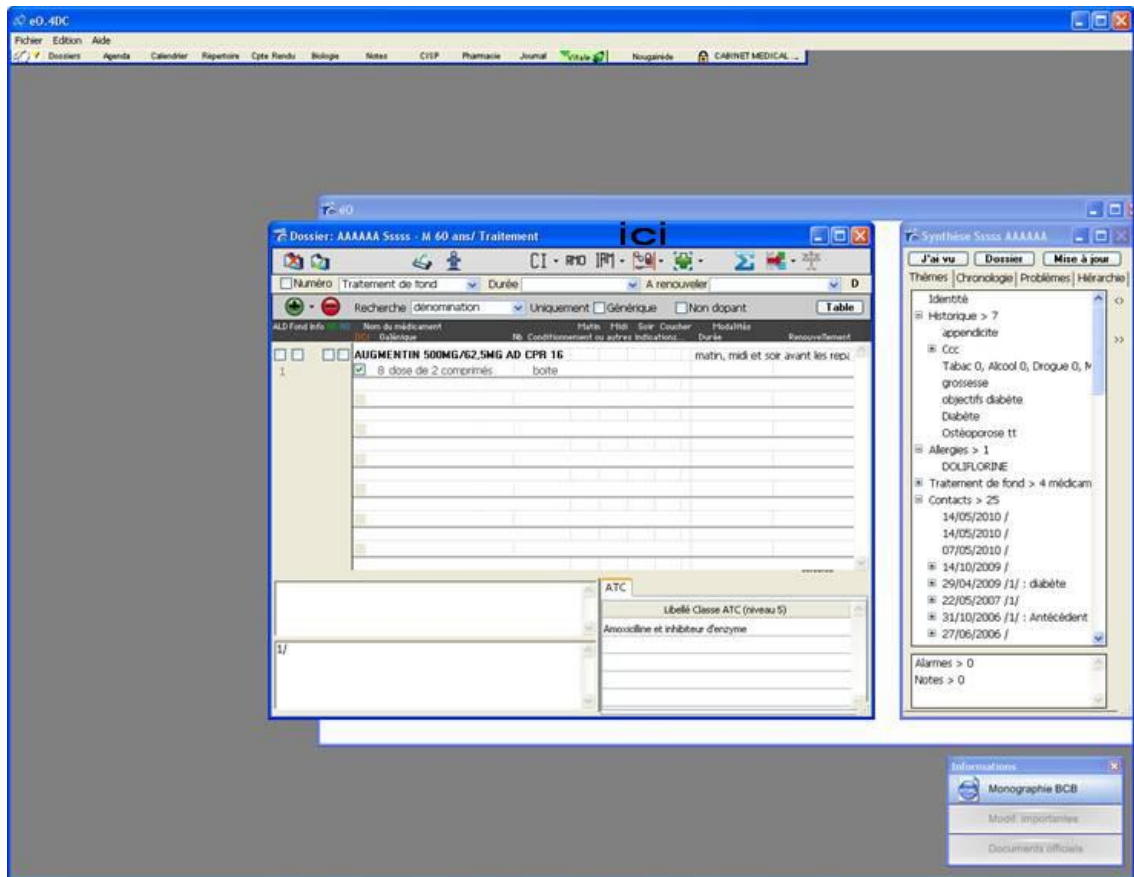 eO.4DC
Fichier Edition Aide
Dossiers Agenda Calendrier Répertoire Cpte Rendu Biologie Notes CISP Pharmacie Journal Vitale Nougairède CABINET MEDICAL ...
eO
Dossier: AAAAAA Sssss - M 60 ans/ Traitement
ici
CI RMO
Numéro Traitement de fond Durée A renouveler D
Recherche dénomination Uniquement Générique Non dopant Table
ALD Fond Info Nom du médicament Matin Midi Soir Coucher Modalités
DCI Galénique Nb Conditionnement ou autres indications... Durée Renouvellement
AUGMENTIN 500MG/62,5MG AD CPR 16 matin, midi et soir avant les repa
1 8 dose de 2 comprimés boite
ATC
Libellé Classe ATC (niveau 5)
Amoxicilline et inhibiteur d'enzyme
1/
Synthèse Sssss AAAAAA
J'ai vu Dossier Mise à jour
Thèmes Chronologie Problèmes Hiérarchie
Identité
Historique > 7
appendicite
Ccc
Tabac 0, Alcool 0, Drogue 0, M
grossesse
objectifs diabète
Diabète
Ostéoporose tt
Allergies > 1
DOLIFLORINE
Traitement de fond > 4 médicam
Contacts > 25
14/05/2010 /
14/05/2010 /
07/05/2010 /
14/10/2009 /
29/04/2009 /1/ : diabète
22/05/2007 /1/
31/10/2006 /1/ : Antécédent
27/06/2006 /
Alarmes > 0
Notes > 0
Informations
Monographie BCB
Modif. importantes
Documents officiels